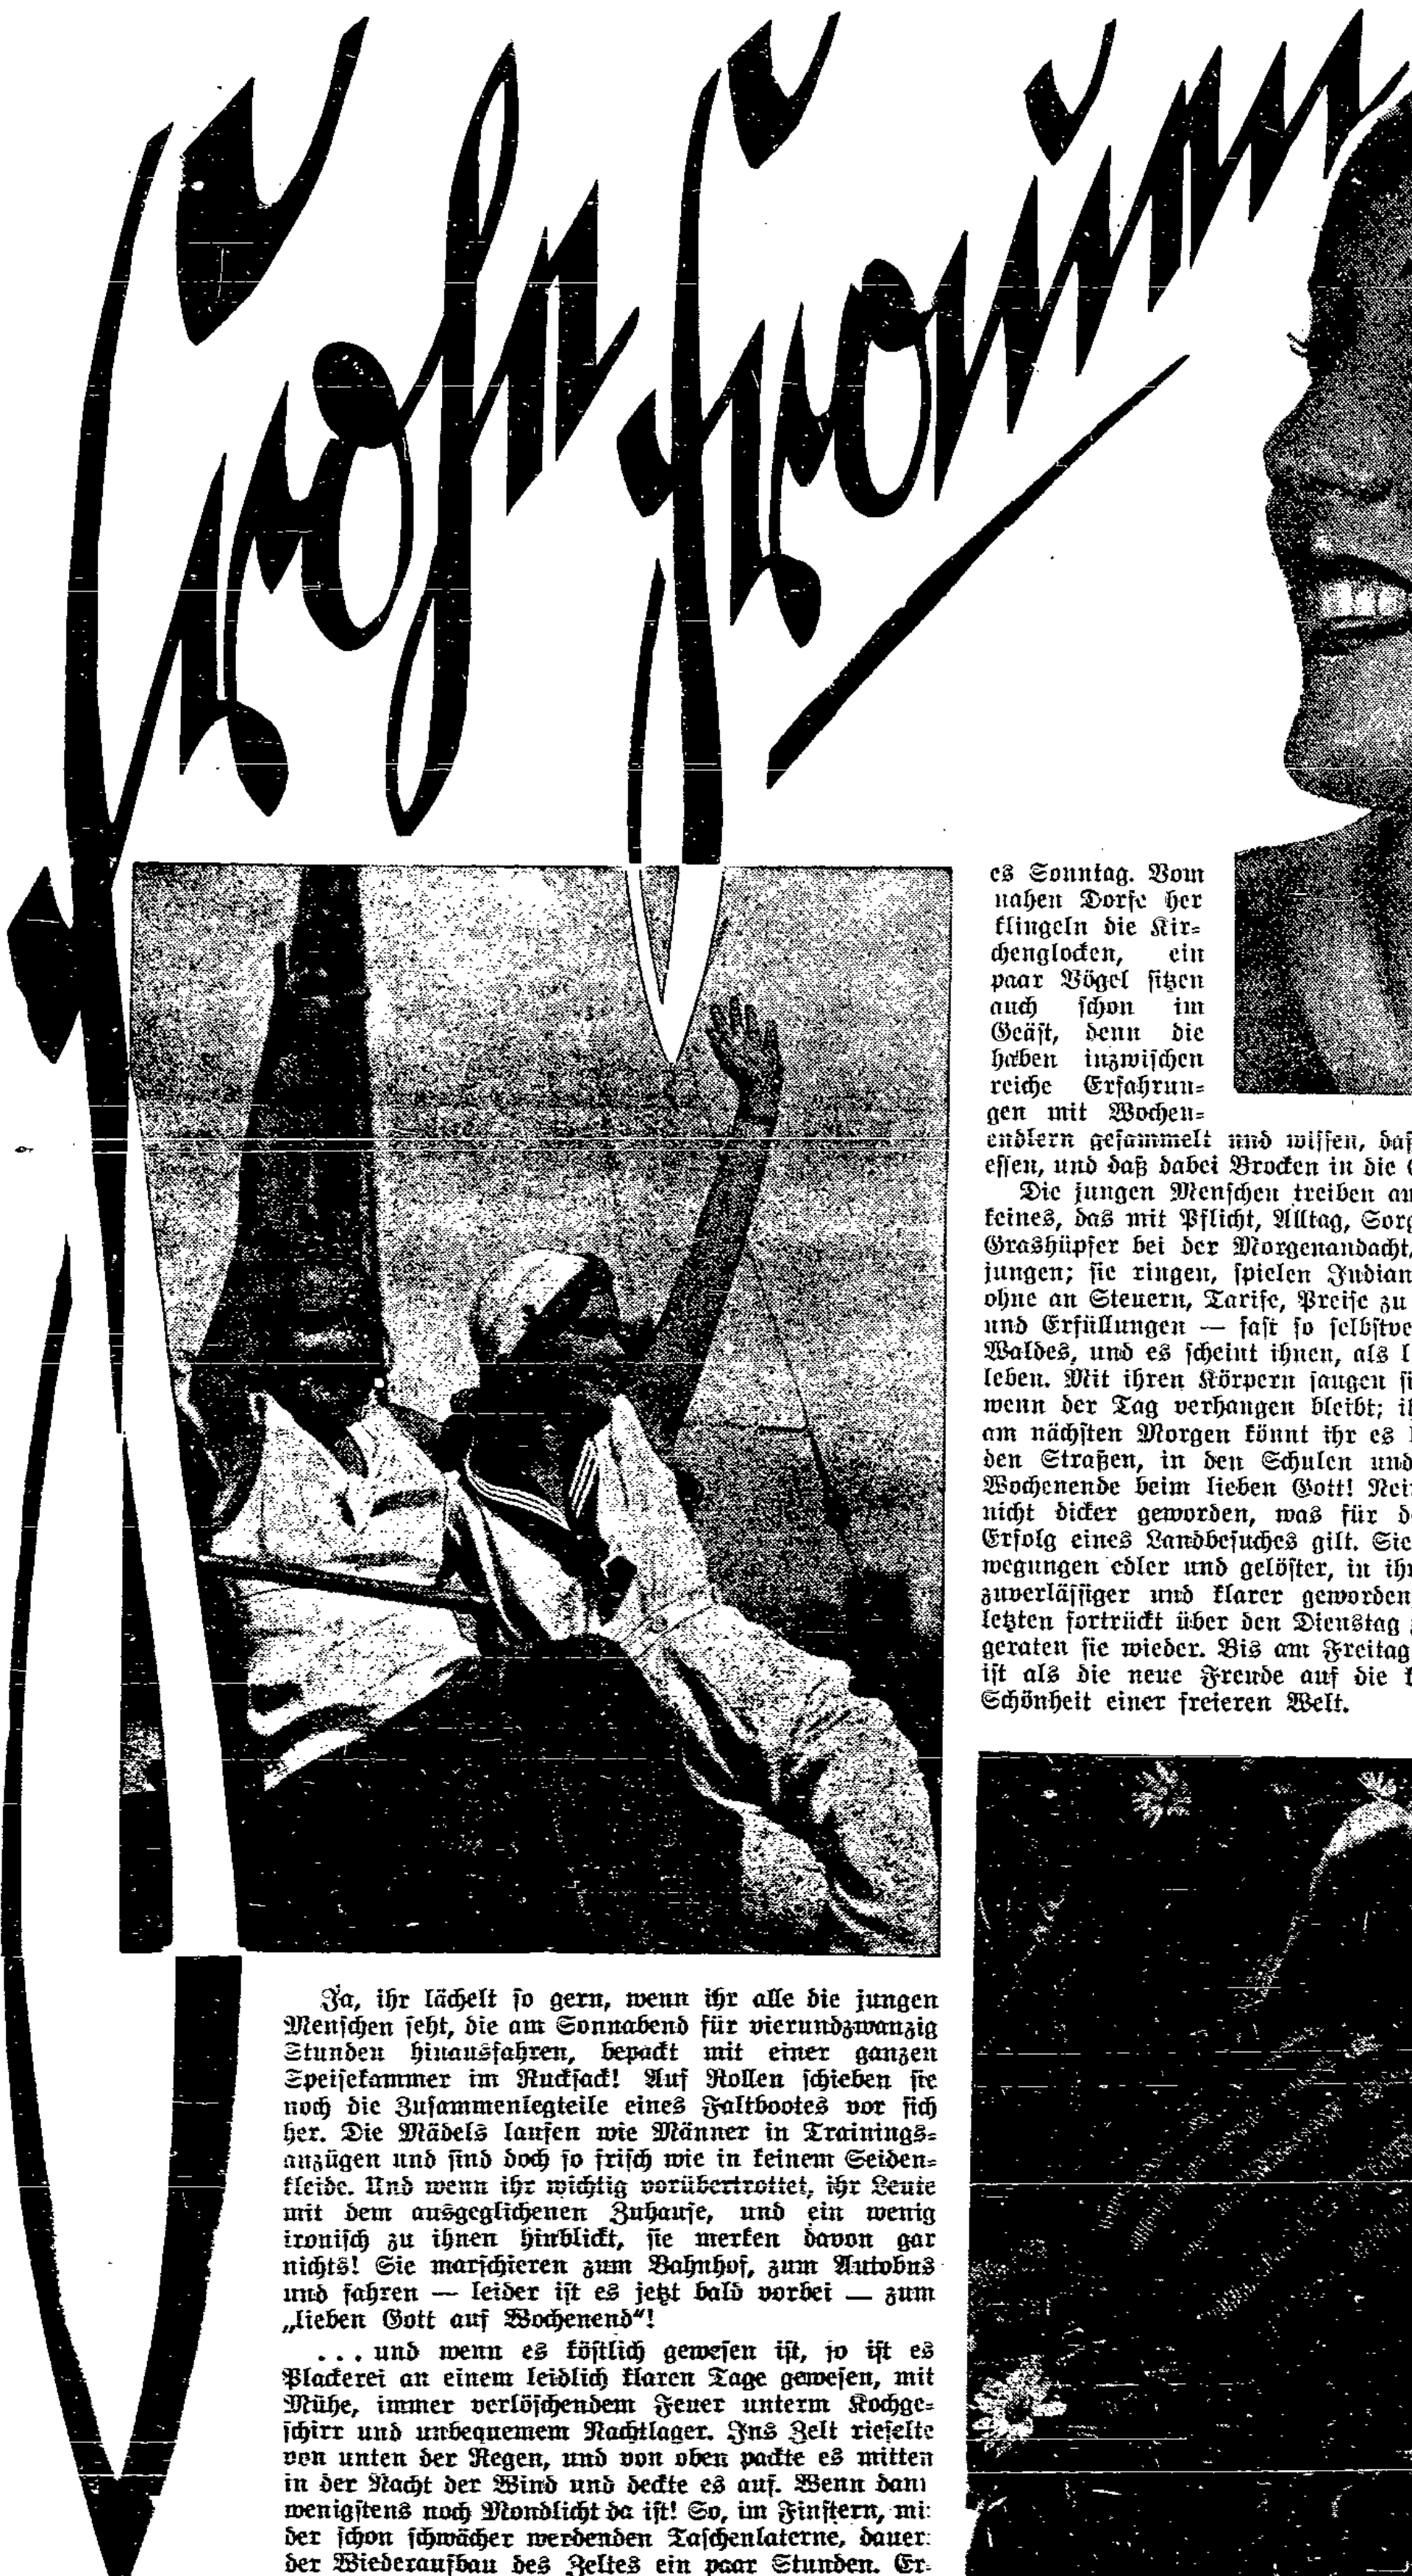 Frohe Frauen
Ja, ihr lächelt so gern, wenn ihr alle die jungen
Menschen seht, die am Sonnabend für vierundzwanzig
Stunden hinausfahren, bepackt mit einer ganzen
Speisekammer im Rucksack! Auf Rollen schieben sie
noch die Zusammenlegteile eines Faltbootes vor sich
her. Die Mädels laufen wie Männer in Trainings-
anzügen und sind doch so frisch wie in keinem Seiden-
kleide. Und wenn ihr wichtig vorübertrottet, ihr Leute
mit dem ausgeglichenen Zuhause, und ein wenig
ironisch zu ihnen hinblickt, sie merken davon gar
nichts! Sie marschieren zum Bahnhof, zum Autobus
und fahren — leider ist es jetzt bald vorbei — zum
„lieben Gott auf Wochenend“!
... und wenn es köstlich gewesen ist, so ist es
Plackerei an einem leidlich klaren Tage gewesen, mit
Mühe, immer verlöschendem Feuer unterm Kochge-
schirr und unbequemem Nachtlager. Ins Zelt rieselte
von unten der Regen, und von oben packte es mitten
in der Nacht der Wind und deckte es auf. Wenn dann
wenigstens noch Mondlicht da ist! So, im Finstern, mit
der schon schwächer werdenden Taschenlaterne, dauert
der Wiederaufbau des Zeltes ein paar Stunden. Er-
es Sonntag. Vom
nahen Dorfe her
klingeln die Kir-
chenglocken, ein
paar Vögel sitzen
auch schon im
Geäst, denn die
haben inzwischen
reiche Erfahrun-
gen mit Wochen-
endlern gesammelt und wissen, daß
essen, und daß dabei Brocken in die
Die jungen Menschen treiben
keines, das mit Pflicht, Alltag,
Grashüpfer bei der Morgenandacht,
jungen; sie ringen, spielen
ohne an Steuern, Tarife, Preise zu
und Erfüllungen — fast so
Waldes, und es scheint ihnen, als
leben. Mit ihren Körpern saugen
wenn der Tag verhangen bleibt;
am nächsten Morgen könnt ihr es
den Straßen, in den Schulen und
Wochenende beim lieben Gott!
nicht dicker geworden, was für
Erfolg eines Landbesuches gilt. Sie
wegungen edler und gelöster, in
zuverlässiger und klarer geworden,
letzten fortrückt über den Dienstag
geraten sie wieder. Bis am Freitag
ist als die neue Freude auf die
Schönheit einer freieren Welt.